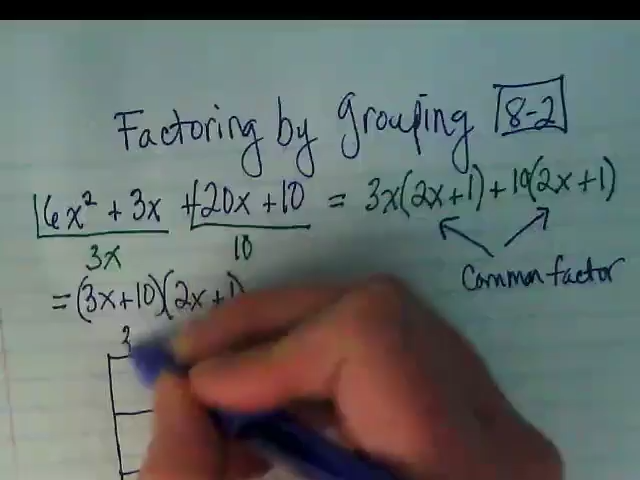 Factoring by grouping 8-2
6x² + 3x + 20x + 10 = 3x(2x+1) + 10(2x+1)
3x 10
Common factor
= (3x+10)(2x+1)
3